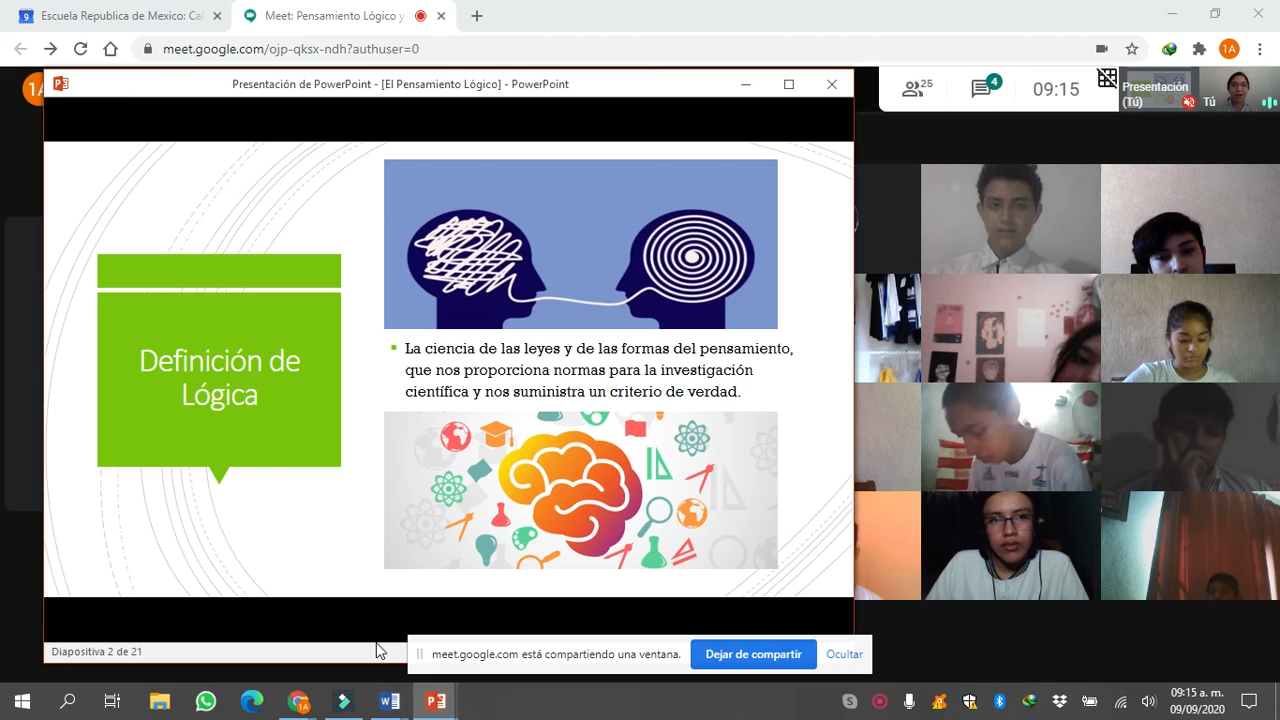 Escuela Republica de Mexico: Cal
Meet: Pensamiento Lógico y
meet.google.com/ojp-qksx-ndh?authuser=0
1A
Presentación de PowerPoint - [El Pensamiento Lógico] - PowerPoint
25
4
09:15
Presentación
(Tú)
Tú
Definición de
Lógica
La ciencia de las leyes y de las formas del pensamiento,
que nos proporciona normas para la investigación
científica y nos suministra un criterio de verdad.
Diapositiva 2 de 21
meet.google.com está compartiendo una ventana.
Dejar de compartir
Ocultar
09:15 a. m.
09/09/2020